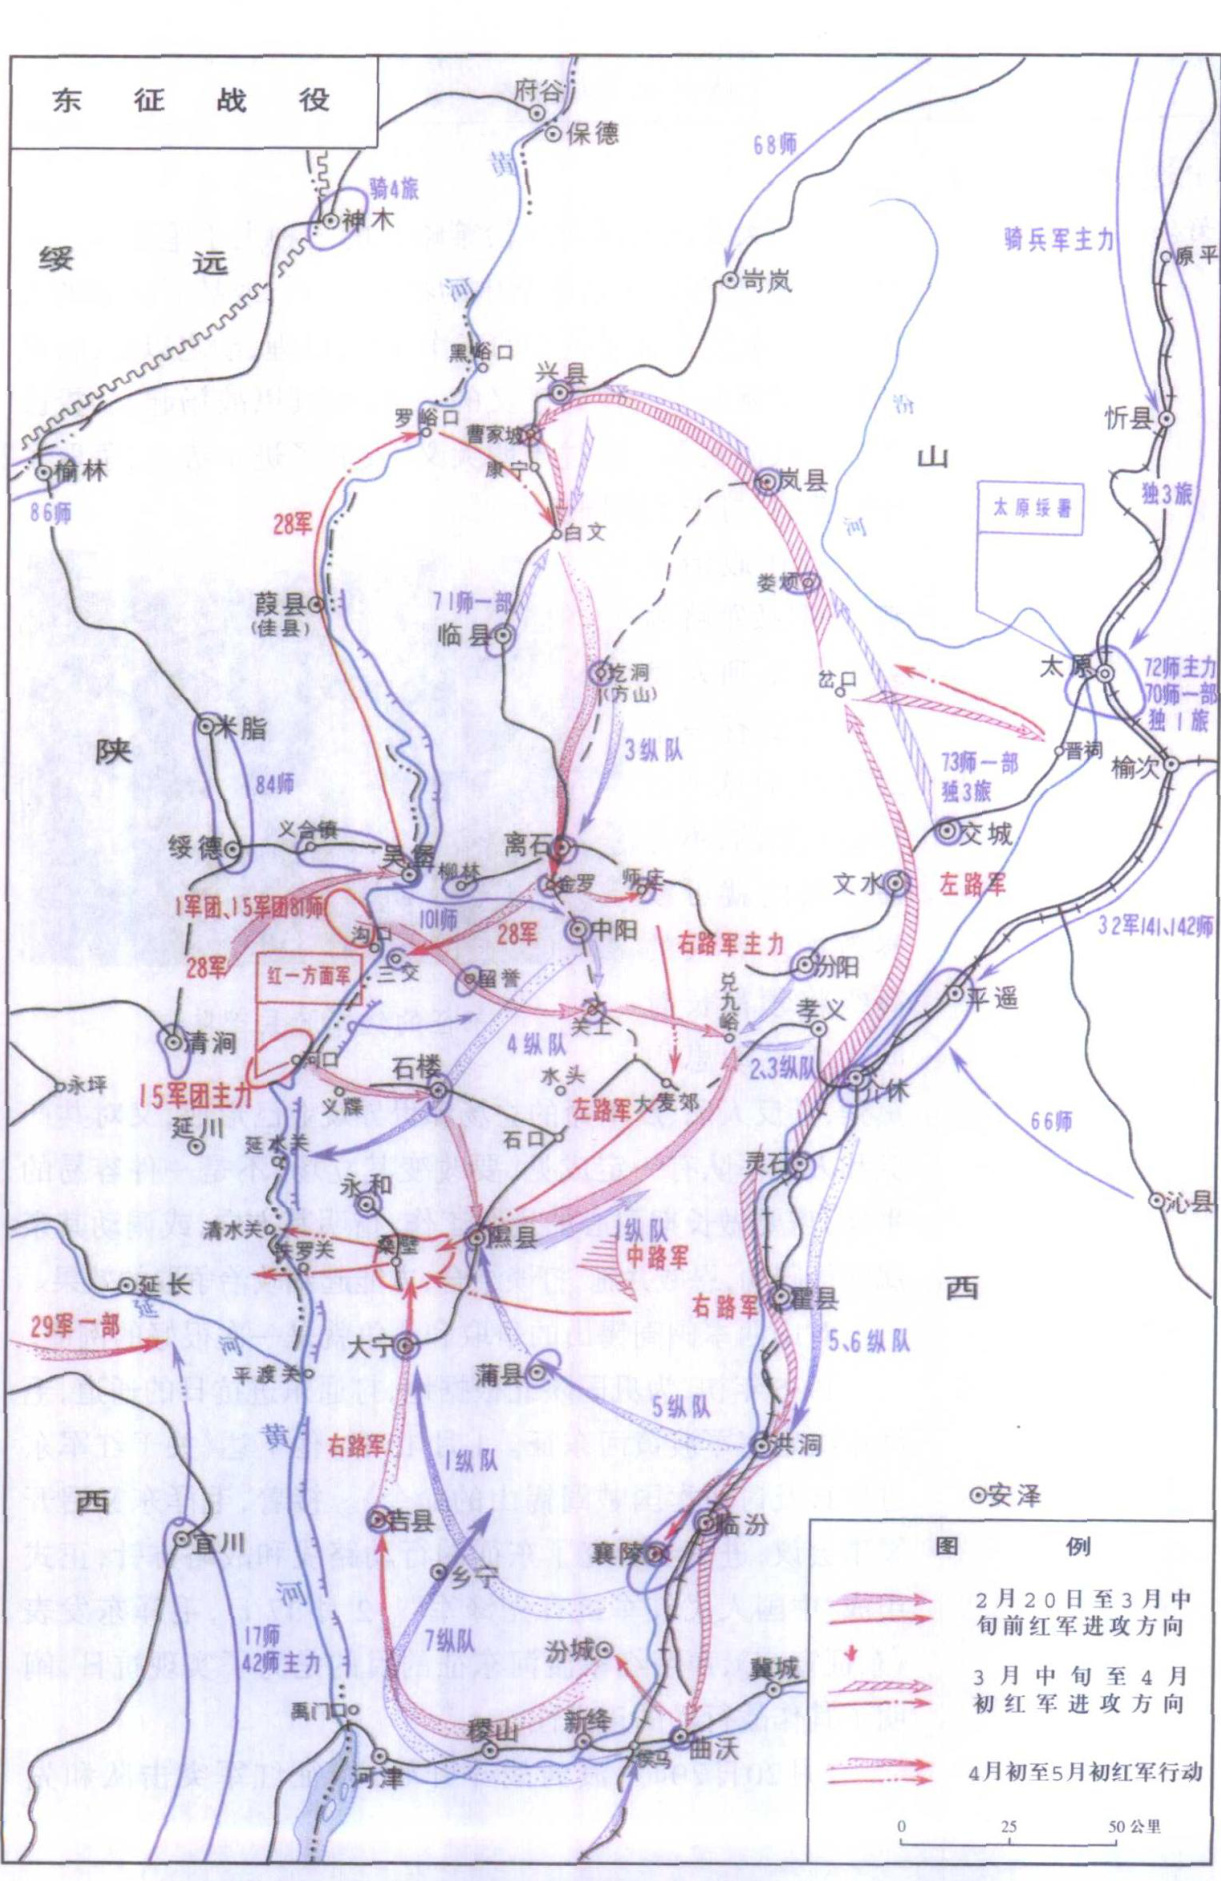 东征战役
府谷
保德
68师
黄
骑4旅
神木
骑兵军主力
绥远
原平
岢岚
河
黑峪口
兴县
汾
忻县
罗峪口
曹家坡
山
榆林
康宁
岚县
独3旅
86师
太原绥署
28军
白文
河
娄烦
葭县
(佳县)
71师一部
临县
太原
72师主力
70师一部
独1旅
圪洞
(方山)
岔口
米脂
晋祠
陕
3纵队
73师一部
独3旅
榆次
84师
义合镇
交城
绥德
吴堡
离石
柳林
金罗
师庄
文水
左路军
1军团、15军团81师
101师
沟口
28军
中阳
右路军主力
32军141、142师
28军
红一方面军
三交
留誉
汾阳
兑九峪
平遥
关上
孝义
清涧
4纵队
河口
石楼
2、3纵队
永坪
水头
介休
15军团主力
义牒
左路军
大麦郊
延川
66师
延水关
石口
灵石
永和
沁县
清水关
隰县
1纵队
铁罗关
桑壁
中路军
西
延长
延
右路军
霍县
29军一部
河
大宁
5、6纵队
平渡关
蒲县
5纵队
黄
右路军
1纵队
洪洞
西
安泽
吉县
临汾
宜川
襄陵
乡宁
河
17师
42师主力
7纵队
汾城
冀城
禹门口
稷山
新绛
侯马
曲沃
河津
图例
2月20日至3月中
旬前红军进攻方向
3月中旬至4月
初红军进攻方向
4月初至5月初红军行动
0 25 50公里